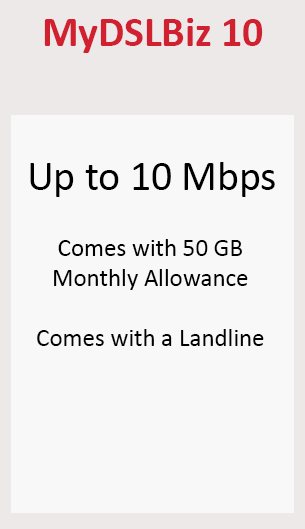 MyDSLBiz 10
Up to 10 Mbps
Comes with 50 GB
Monthly Allowance
Comes with a Landline